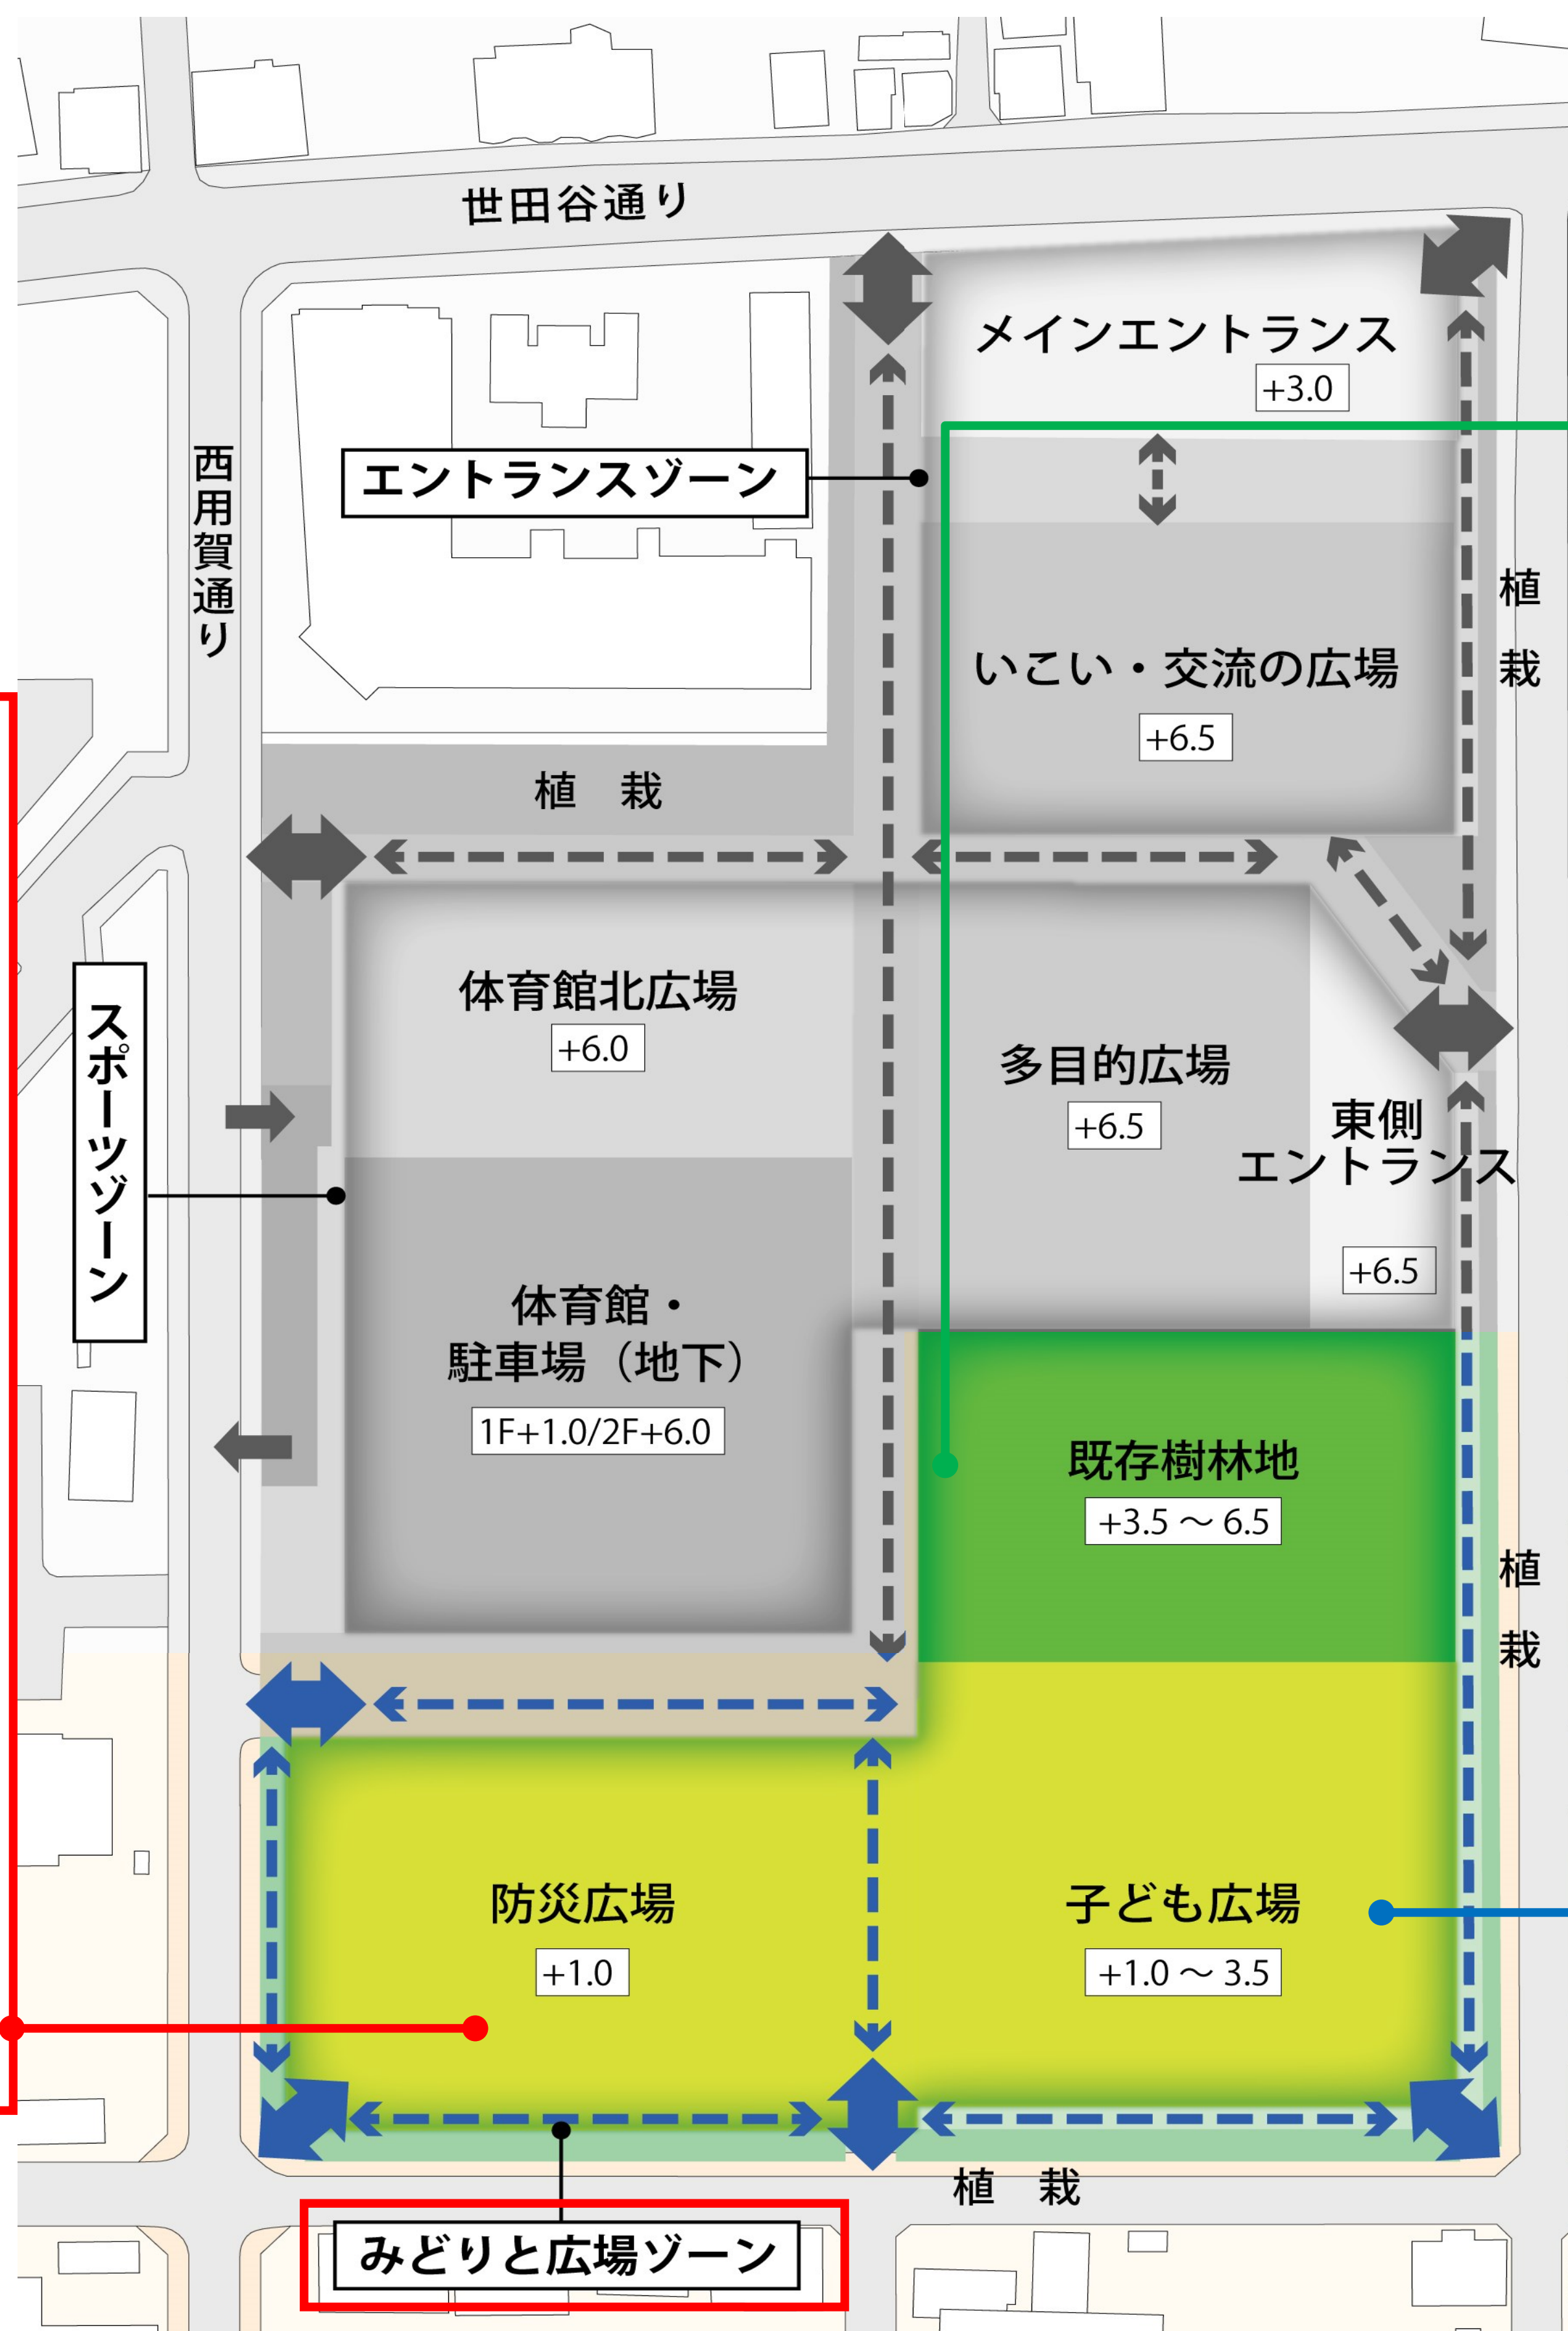 世田谷通り
メインエントランス
+3.0
エントランスゾーン
西用賀通り
植栽
いこい・交流の広場
+6.5
植 栽
体育館北広場
+6.0
スポーツゾーン
多目的広場
+6.5
東側
エントランス
+6.5
体育館・
駐車場（地下）
1F+1.0/2F+6.0
既存樹林地
+3.5 〜 6.5
植栽
防災広場
+1.0
子ども広場
+1.0 〜 3.5
植 栽
みどりと広場ゾーン